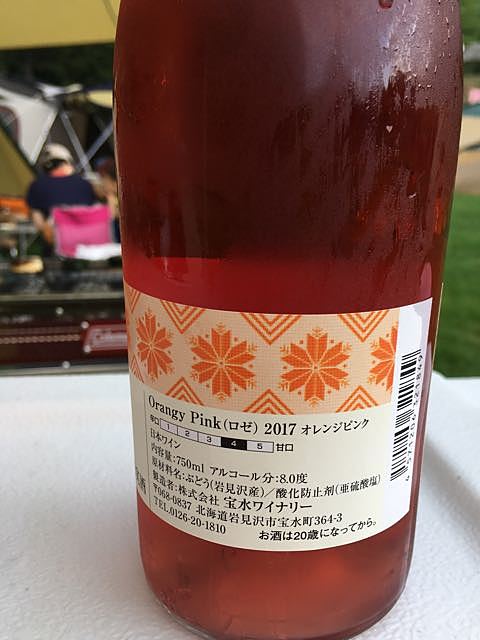 Orangy Pink(ロゼ) 2017 オレンジピンク
辛口 1 2 3 4 5 甘口
日本ワイン
内容量:750ml アルコール分:8.0度
原材料名:ぶどう(岩見沢産)/酸化防止剤(亜硫酸塩)
製造者:株式会社 宝水ワイナリー
〒068-0837 北海道岩見沢市宝水町364-3
TEL.0126-20-1810
お酒は20歳になってから。